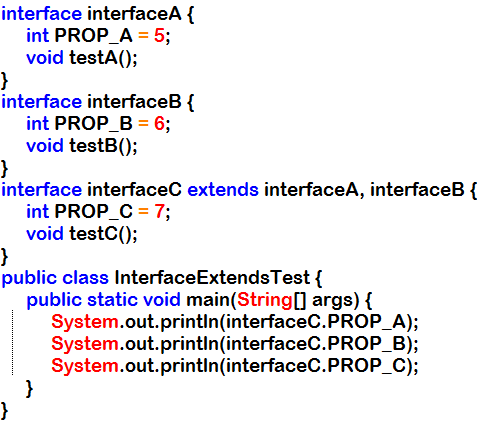 interface interfaceA {
    int PROP_A = 5;
    void testA();
}
interface interfaceB {
    int PROP_B = 6;
    void testB();
}
interface interfaceC extends interfaceA, interfaceB {
    int PROP_C = 7;
    void testC();
}
public class InterfaceExtendsTest {
    public static void main(String[] args) {
        System.out.println(interfaceC.PROP_A);
        System.out.println(interfaceC.PROP_B);
        System.out.println(interfaceC.PROP_C);
    }
}